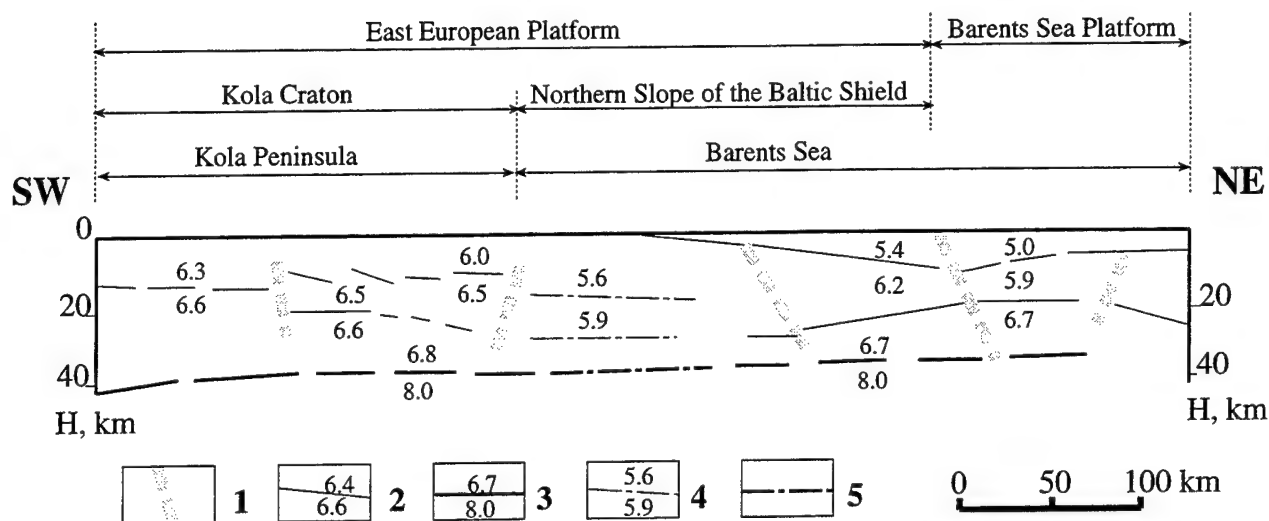 East European Platform Barents Sea Platform
Kola Craton Northern Slope of the Baltic Shield
Kola Peninsula Barents Sea
SW NE
0
6.3 6.0 5.6 5.4 5.0
6.6 6.5 6.5 6.2 5.9
20 6.6 5.9 6.7 20
6.8 6.7
40 8.0 8.0 40
H, km H, km
1 6.4 6.6 2 6.7 8.0 3 5.6 5.9 4 5 0 50 100 km